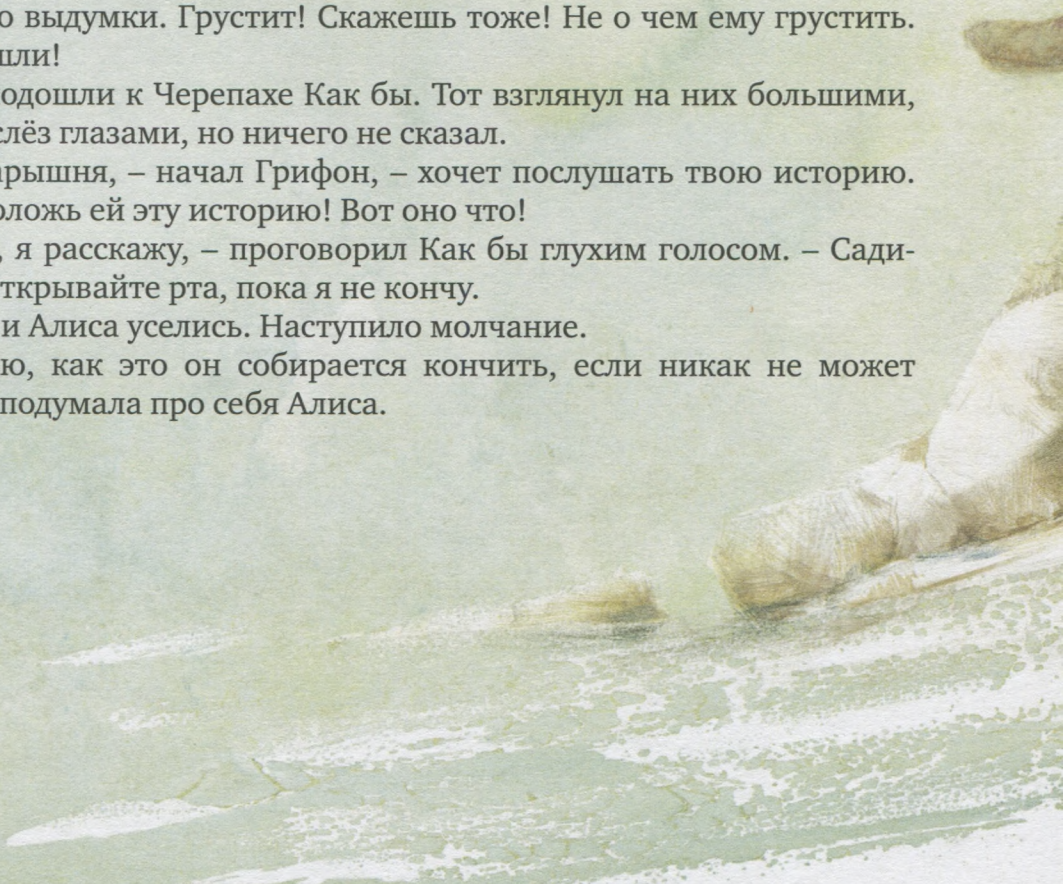 о выдумки. Грустит! Скажешь тоже! Не о чем ему грустить.
шли!
одошли к Черепахе Как бы. Тот взглянул на них большими,
слёз глазами, но ничего не сказал.
арышня, – начал Грифон, – хочет послушать твою историю.
оложь ей эту историю! Вот оно что!
, я расскажу, – проговорил Как бы глухим голосом. – Сади-
ткрывайте рта, пока я не кончу.
и Алиса уселись. Наступило молчание.
ю, как это он собирается кончить, если никак не может
подумала про себя Алиса.